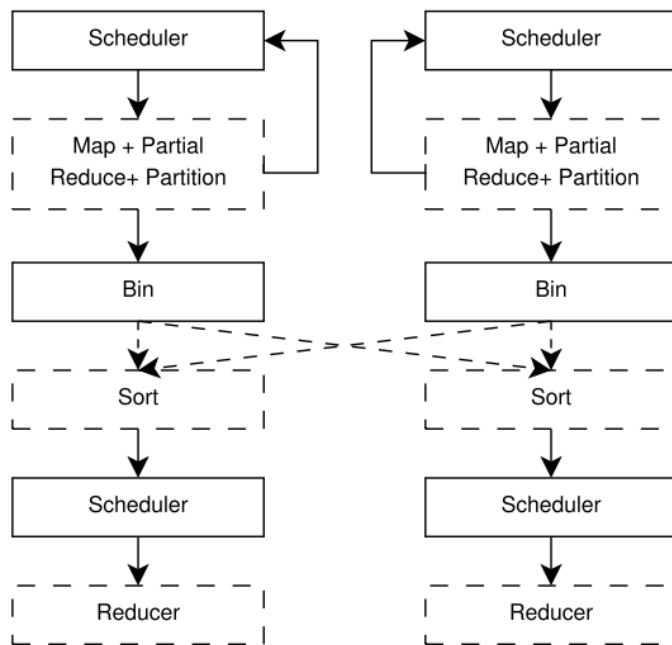 Scheduler
Scheduler
Map + Partial
Reduce+ Partition
Map + Partial
Reduce+ Partition
Bin
Bin
Sort
Sort
Scheduler
Scheduler
Reducer
Reducer